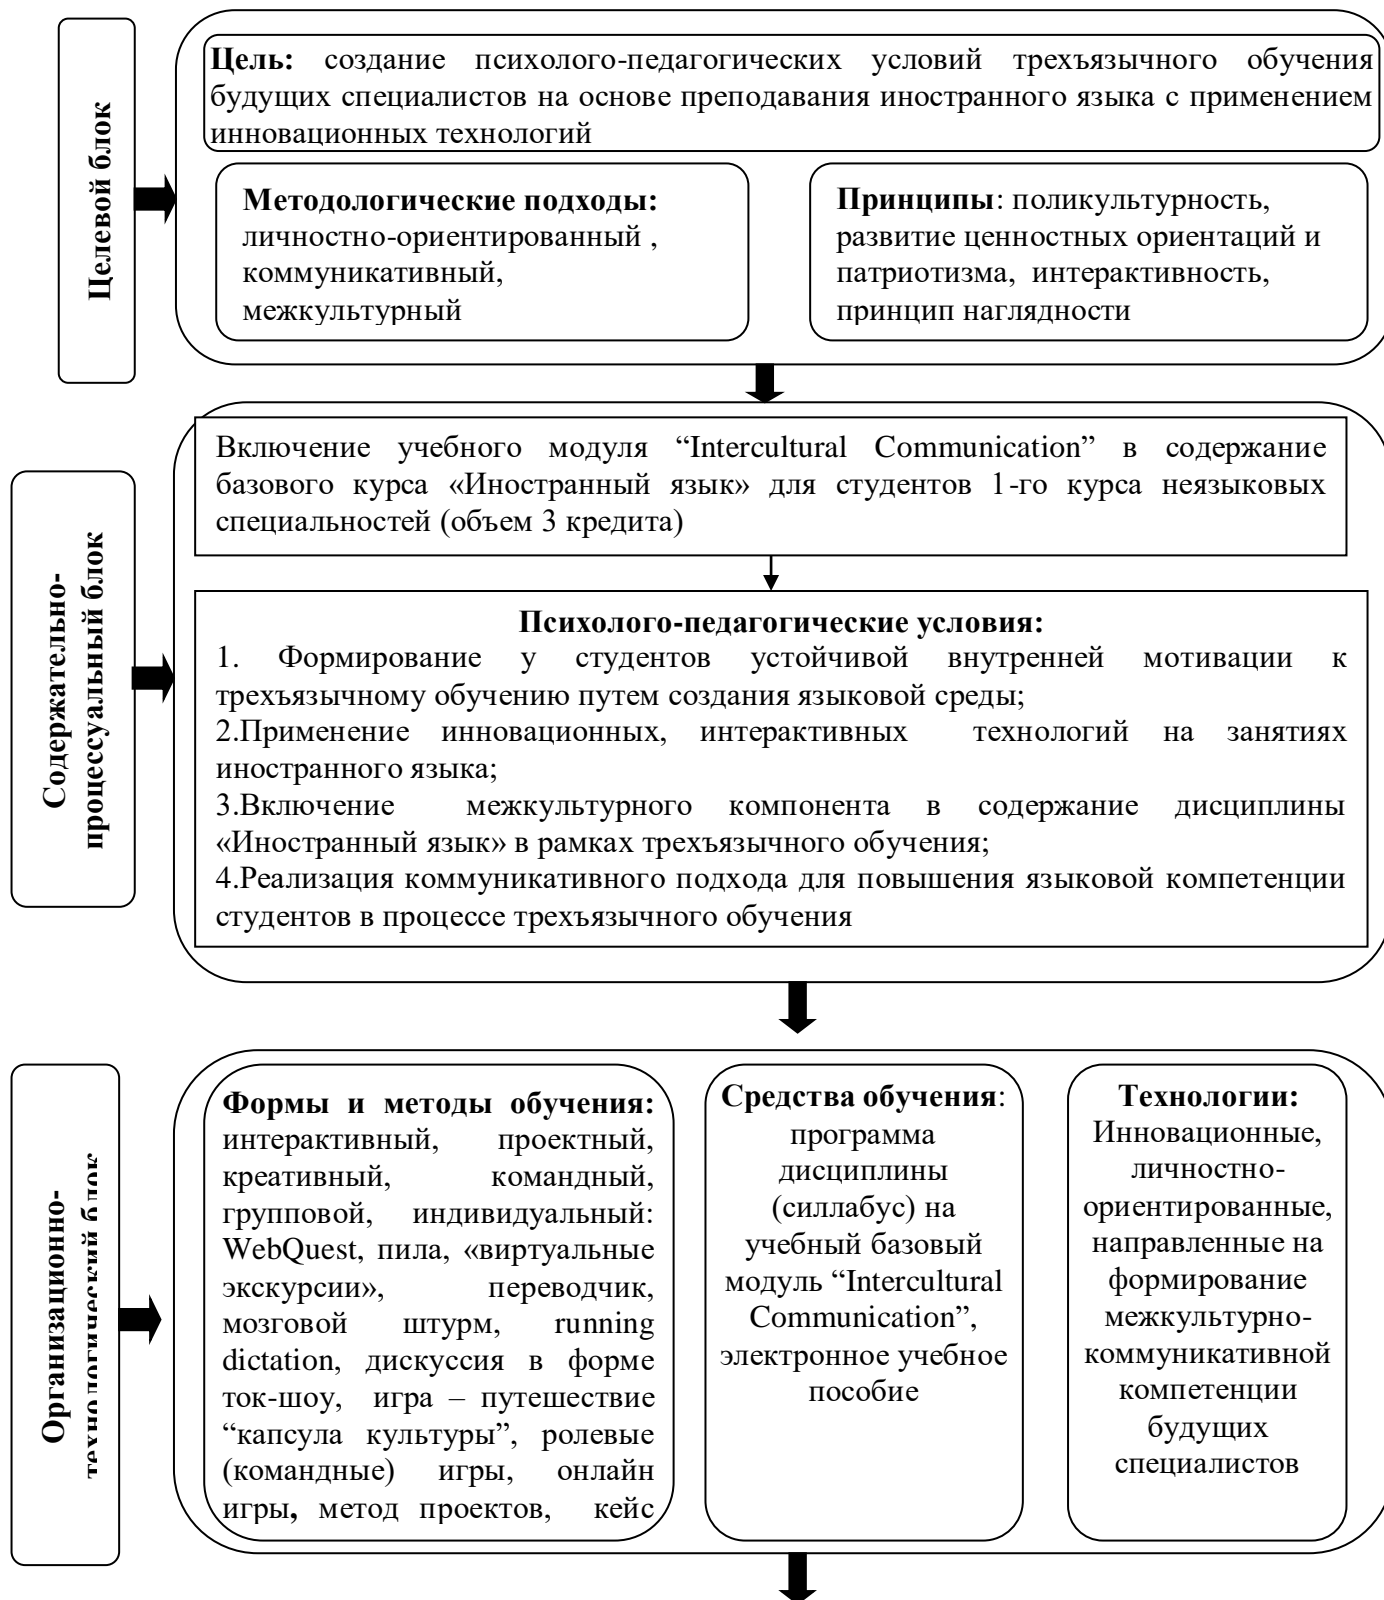 Целевой блок
Цель: создание психолого-педагогических условий трехъязычного обучения
будущих специалистов на основе преподавания иностранного языка с применением
инновационных технологий
Методологические подходы:
личностно-ориентированный ,
коммуникативный,
межкультурный
Принципы: поликультурность,
развитие ценностных ориентаций и
патриотизма, интерактивность,
принцип наглядности
Содержательно-
процессуальный блок
Включение учебного модуля “Intercultural Communication” в содержание
базового курса «Иностранный язык» для студентов 1-го курса неязыковых
специальностей (объем 3 кредита)
Психолого-педагогические условия:
1. Формирование у студентов устойчивой внутренней мотивации к
трехъязычному обучению путем создания языковой среды;
2.Применение инновационных, интерактивных технологий на занятиях
иностранного языка;
3.Включение межкультурного компонента в содержание дисциплины
«Иностранный язык» в рамках трехъязычного обучения;
4.Реализация коммуникативного подхода для повышения языковой компетенции
студентов в процессе трехъязычного обучения
Организационно-
технологический блок
Формы и методы обучения:
интерактивный, проектный,
креативный, командный,
групповой, индивидуальный:
WebQuest, пила, «виртуальные
экскурсии», переводчик,
мозговой штурм, running
dictation, дискуссия в форме
ток-шоу, игра – путешествие
“капсула культуры”, ролевые
(командные) игры, онлайн
игры, метод проектов, кейс
Средства обучения:
программа
дисциплины
(силлабус) на
учебный базовый
модуль “Intercultural
Communication”,
электронное учебное
пособие
Технологии:
Инновационные,
личностно-
ориентированные,
направленные на
формирование
межкультурно-
коммуникативной
компетенции
будущих
специалистов